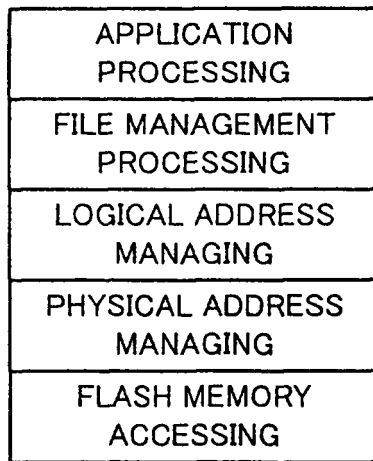 APPLICATION
PROCESSING
FILE MANAGEMENT
PROCESSING
LOGICAL ADDRESS
MANAGING
PHYSICAL ADDRESS
MANAGING
FLASH MEMORY
ACCESSING